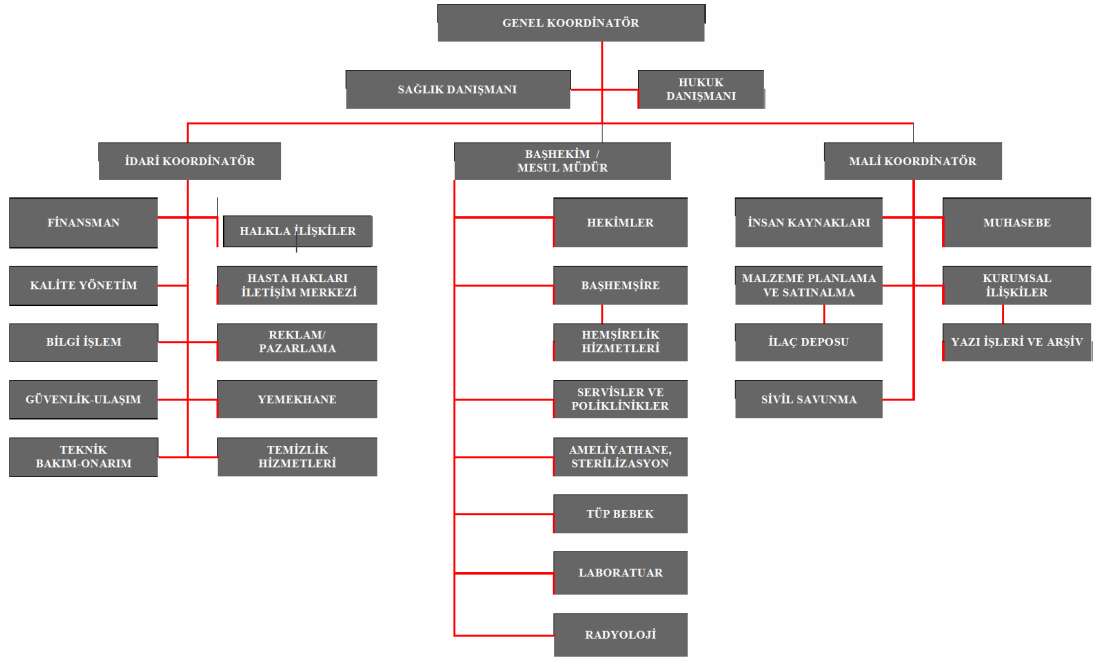 GENEL KOORDİNATÖR
SAĞLIK DANIŞMANI
HUKUK
DANIŞMANI
İDARİ KOORDİNATÖR
BAŞHEKİM /
MESUL MÜDÜR
MALİ KOORDİNATÖR
FİNANSMAN
HALKLA İLİŞKİLER
HEKİMLER
İNSAN KAYNAKLARI
MUHASEBE
KALİTE YÖNETİM
HASTA HAKLARI
İLETİŞİM MERKEZİ
BAŞHEMŞİRE
MALZEME PLANLAMA
VE SATINALMA
KURUMSAL
İLİŞKİLER
BİLGİ İŞLEM
REKLAM/
PAZARLAMA
HEMŞİRELİK
HİZMETLERİ
İLAÇ DEPOSU
YAZI İŞLERİ VE ARŞİV
GÜVENLİK-ULAŞIM
YEMEKHANE
SERVİSLER VE
POLİKLİNİKLER
SİVİL SAVUNMA
TEKNİK
BAKIM-ONARIM
TEMİZLİK
HİZMETLERİ
AMELİYATHANE,
STERİLİZASYON
TÜP BEBEK
LABORATUAR
RADYOLOJİ